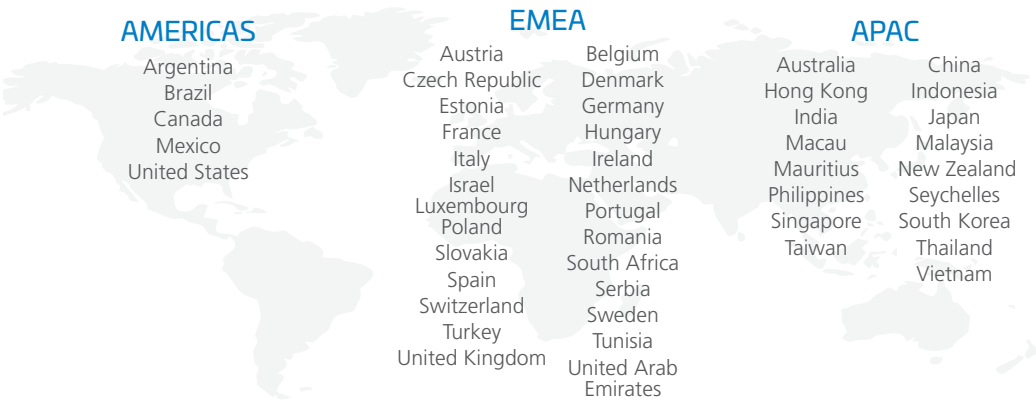 AMERICAS
Argentina
Brazil
Canada
Mexico
United States
EMEA
Austria
Czech Republic
Estonia
France
Italy
Israel
Luxembourg
Poland
Slovakia
Spain
Switzerland
Turkey
United Kingdom
Belgium
Denmark
Germany
Hungary
Ireland
Netherlands
Portugal
Romania
South Africa
Serbia
Sweden
Tunisia
United Arab
Emirates
APAC
Australia
Hong Kong
India
Macau
Mauritius
Philippines
Singapore
Taiwan
China
Indonesia
Japan
Malaysia
New Zealand
Seychelles
South Korea
Thailand
Vietnam